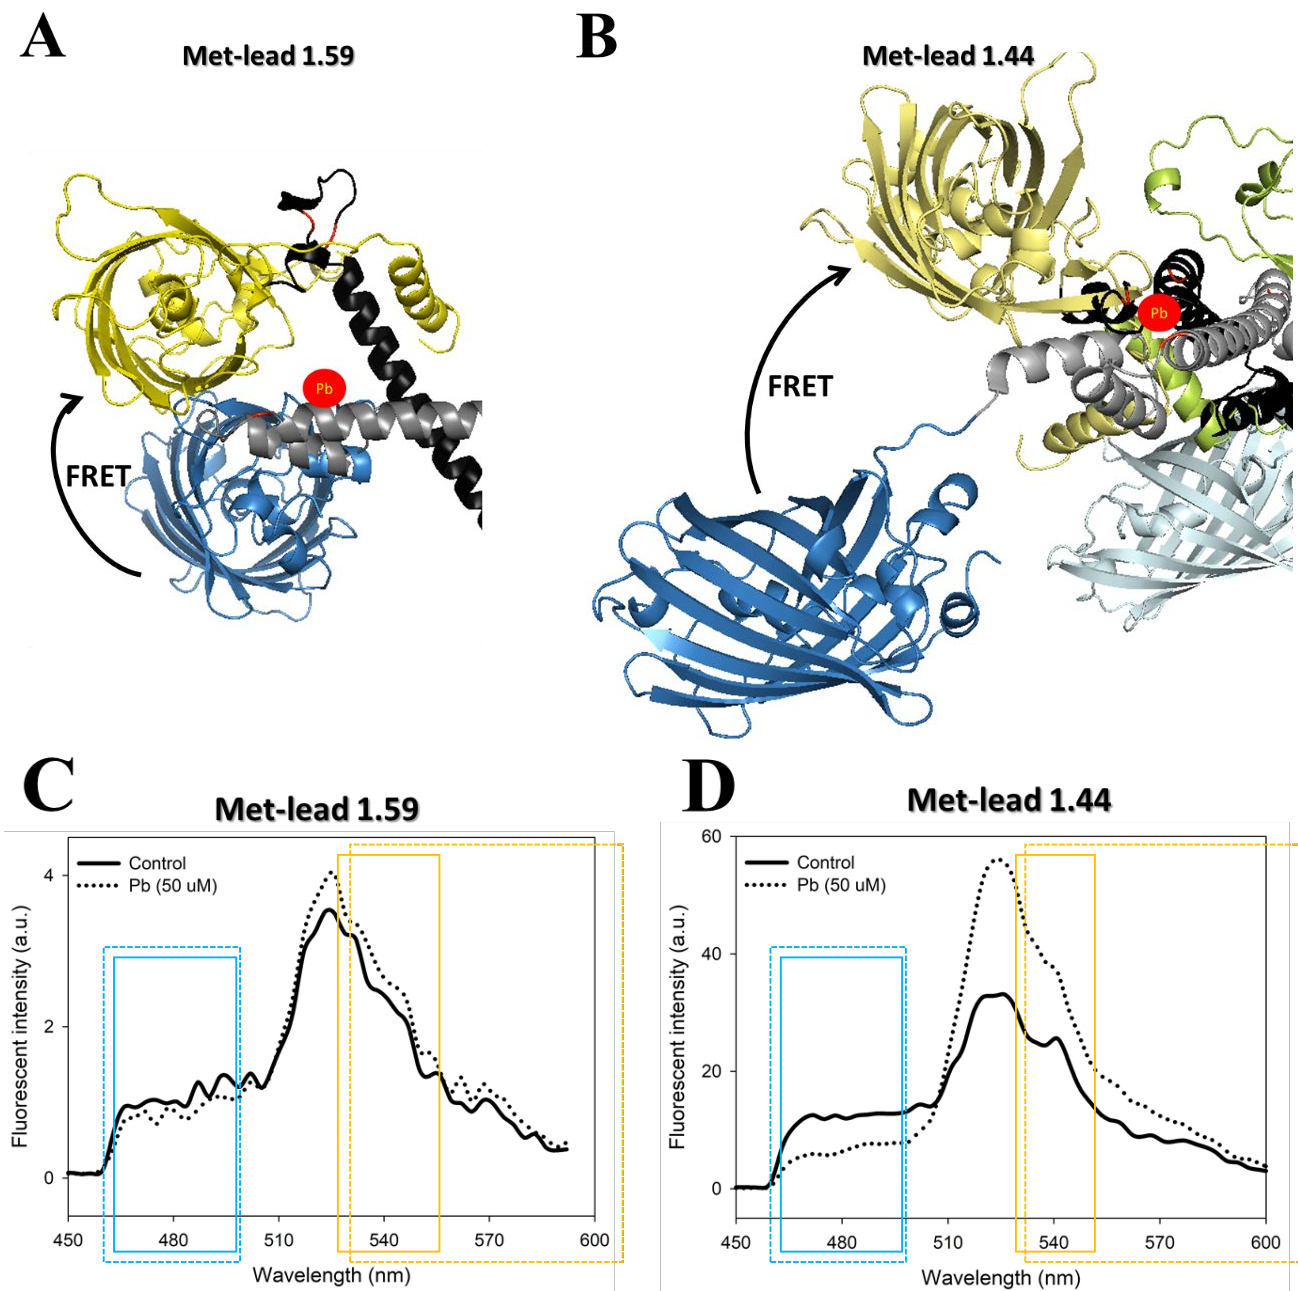 A
Met-lead 1.59
FRET
Pb
B
Met-lead 1.44
FRET
Pb
C
Met-lead 1.59
Control
Pb (50 uM)
Fluorescent intensity (a.u.)
4
2
0
450 480 510 540 570 600
Wavelength (nm)
D
Met-lead 1.44
Control
Pb (50 uM)
Fluorescent intensity (a.u.)
60
40
20
0
450 480 510 540 570 600
Wavelength (nm)